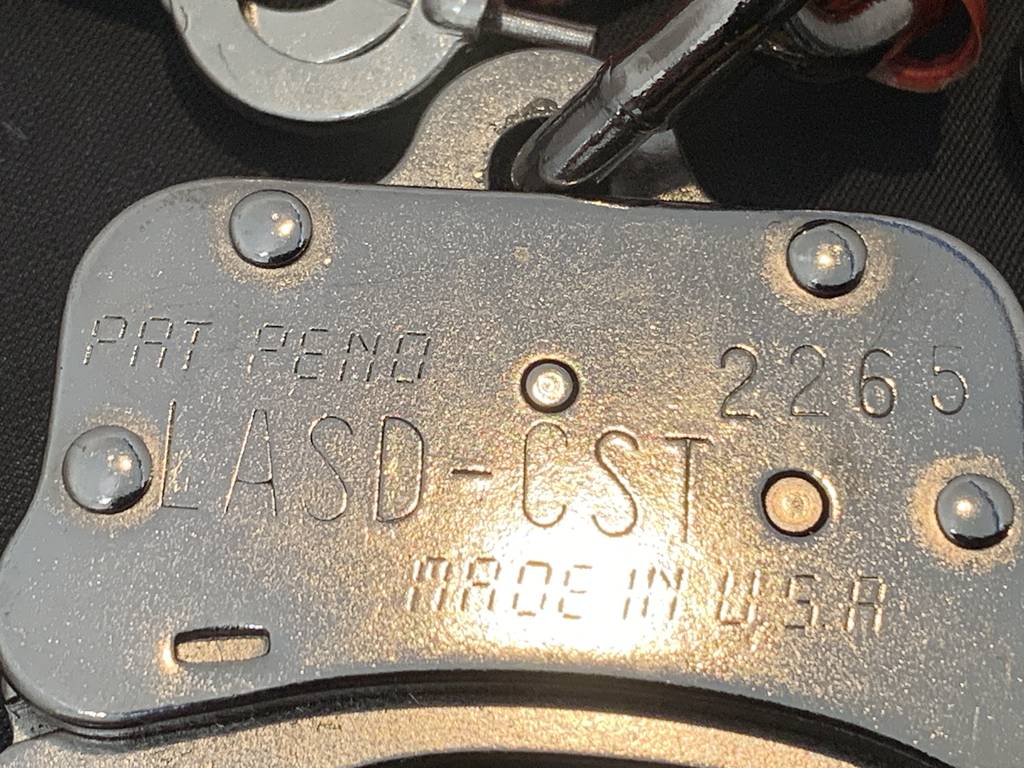 PAT PEND
2265
LASD-CST
MADE IN U.S.A